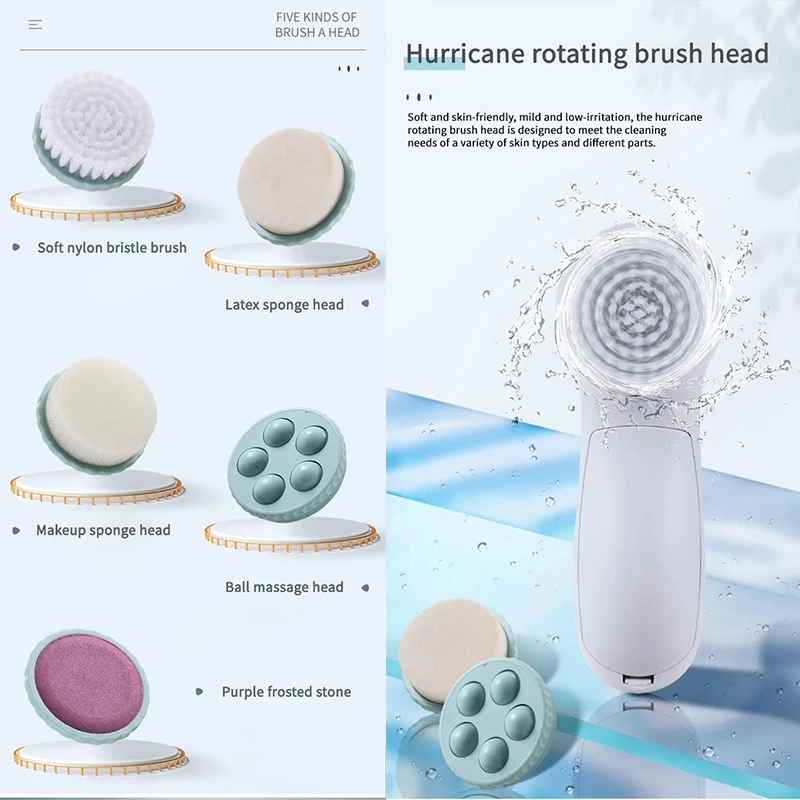 FIVE KINDS OF
BRUSH A HEAD
Soft nylon bristle brush
Latex sponge head
Makeup sponge head
Ball massage head
Purple frosted stone
Hurricane rotating brush head
Soft and skin-friendly, mild and low-irritation, the hurricane
rotating brush head is designed to meet the cleaning
needs of a variety of skin types and different parts.